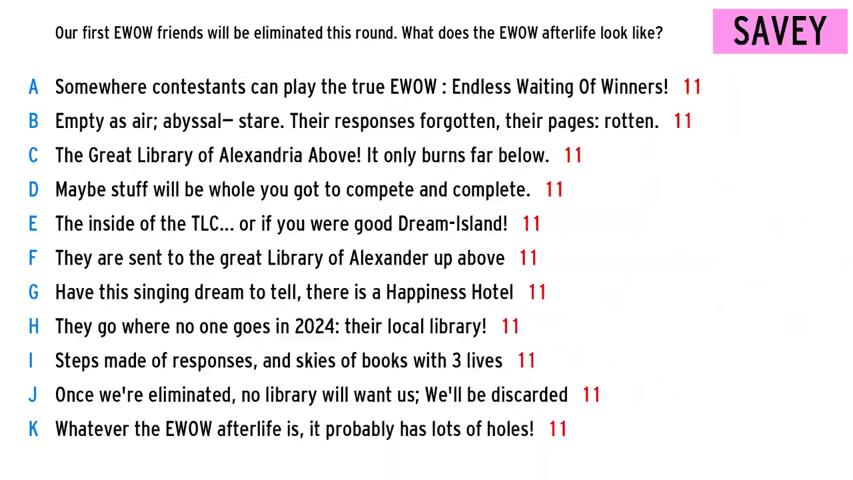 Our first EWOW friends will be eliminated this round. What does the EWOW afterlife look like?
SAVEY
A Somewhere contestants can play the true EWOW : Endless Waiting Of Winners! 11
B Empty as air; abyssal— stare. Their responses forgotten, their pages: rotten. 11
C The Great Library of Alexandria Above! It only burns far below. 11
D Maybe stuff will be whole you got to compete and complete. 11
E The inside of the TLC... or if you were good Dream-Island! 11
F They are sent to the great Library of Alexander up above 11
G Have this singing dream to tell, there is a Happiness Hotel 11
H They go where no one goes in 2024: their local library! 11
I Steps made of responses, and skies of books with 3 lives 11
J Once we're eliminated, no library will want us; We'll be discarded 11
K Whatever the EWOW afterlife is, it probably has lots of holes! 11